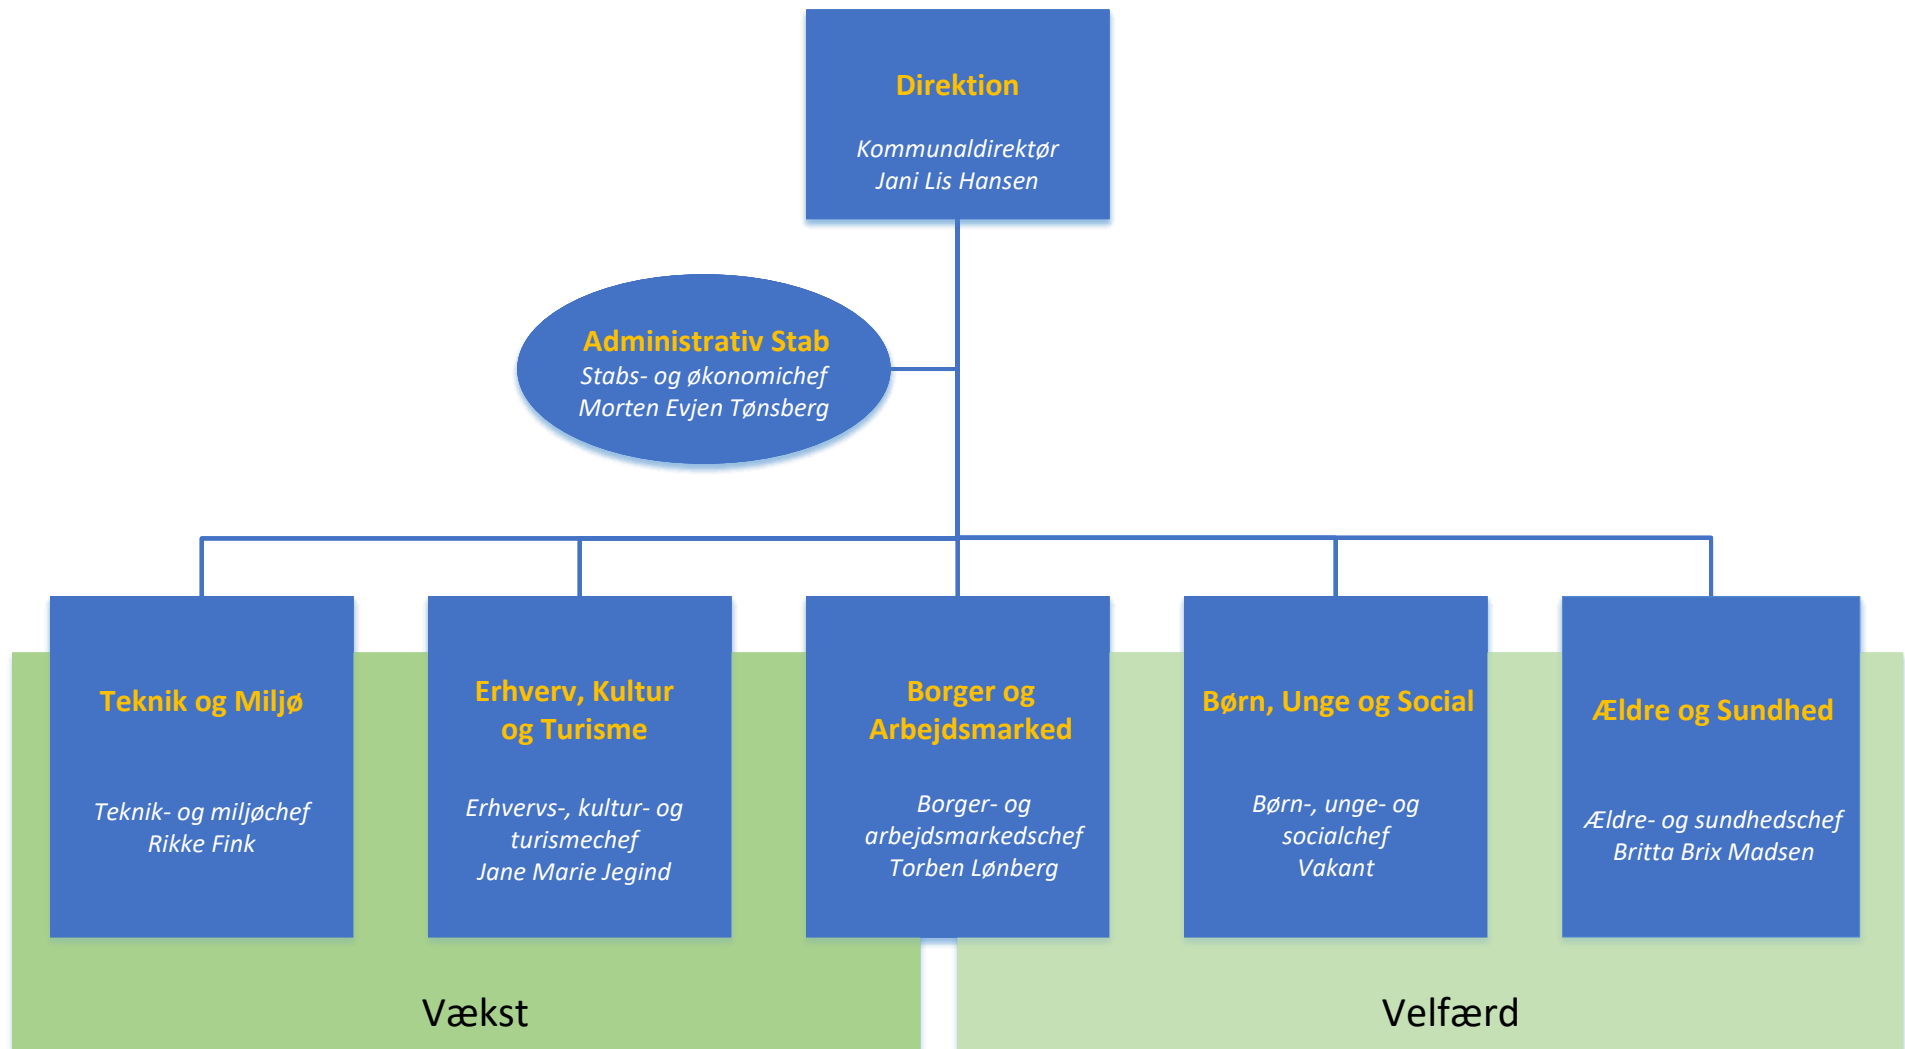 Direktion
Kommunaldirektør
Jani Lis Hansen
Administrativ Stab
Stabs- og økonomichef
Morten Evjen Tønsberg
Teknik og Miljø
Teknik- og miljøchef
Rikke Fink
Erhverv, Kultur
og Turisme
Erhvervs-, kultur- og
turismechef
Jane Marie Jegind
Borger og
Arbejdsmarked
Borger- og
arbejdsmarkedschef
Torben Lønberg
Børn, Unge og Social
Børn-, unge- og
socialchef
Vakant
Ældre og Sundhed
Ældre- og sundhedschef
Britta Brix Madsen
Vækst
Velfærd